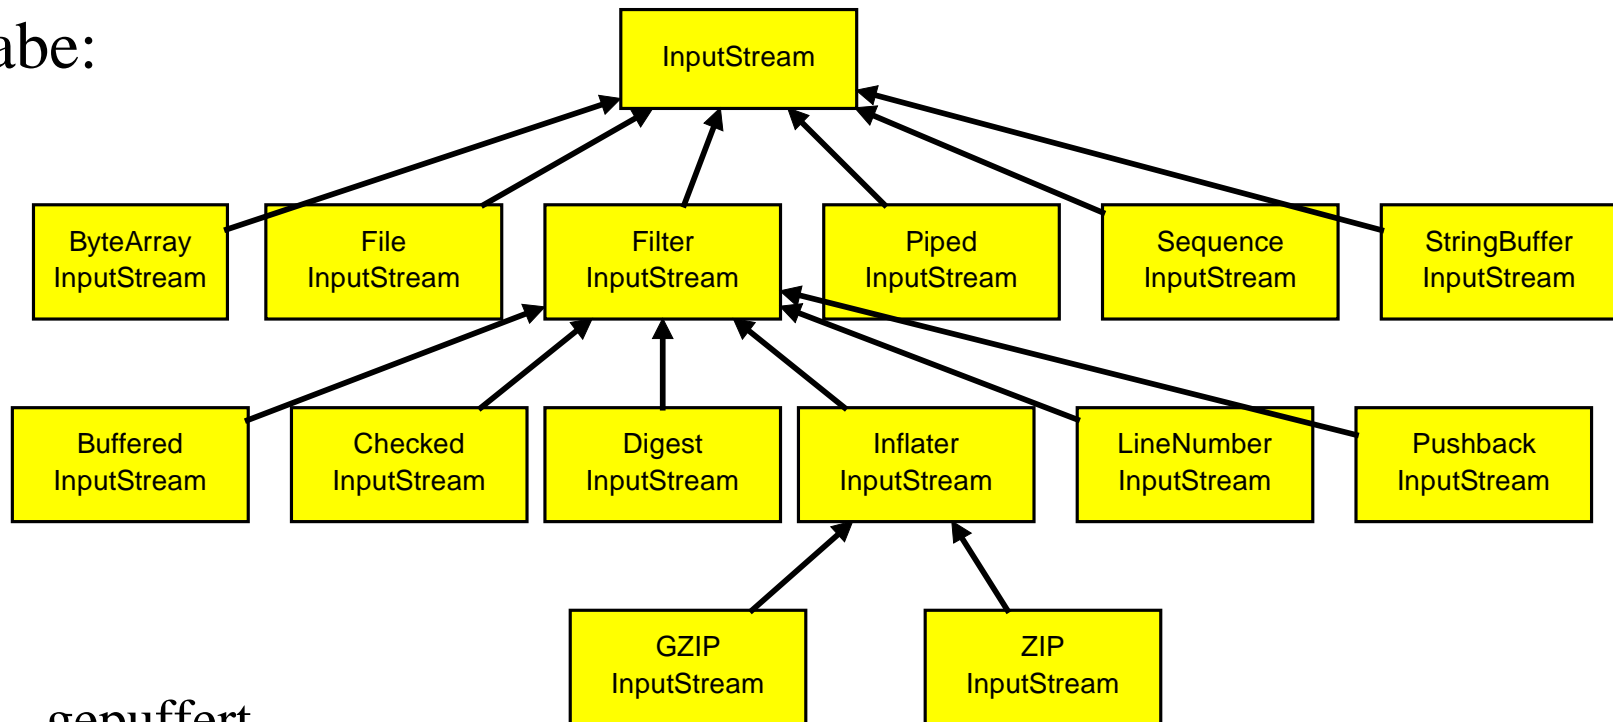 abe:
InputStream
ByteArray
InputStream
File
InputStream
Filter
InputStream
Piped
InputStream
Sequence
InputStream
StringBuffer
InputStream
Buffered
InputStream
Checked
InputStream
Digest
InputStream
Inflater
InputStream
LineNumber
InputStream
Pushback
InputStream
GZIP
InputStream
ZIP
InputStream
gepuffert